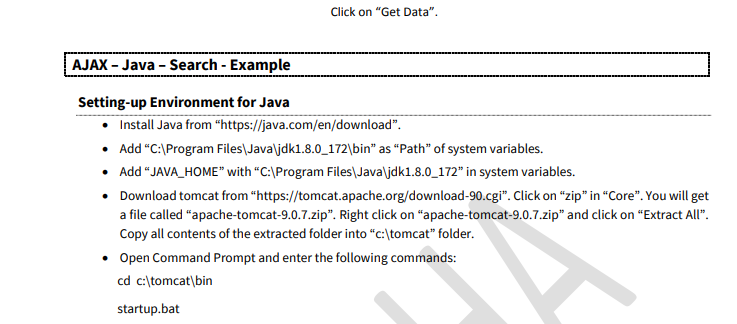 Click on “Get Data”.
AJAX – Java – Search - Example
Setting-up Environment for Java
• Install Java from “https://java.com/en/download”.
• Add “C:\Program Files\Java\jdk1.8.0_172\bin” as “Path” of system variables.
• Add “JAVA_HOME” with “C:\Program Files\Java\jdk1.8.0_172” in system variables.
• Download tomcat from “https://tomcat.apache.org/download-90.cgi”. Click on “zip” in “Core”. You will get
a file called “apache-tomcat-9.0.7.zip”. Right click on “apache-tomcat-9.0.7.zip” and click on “Extract All”.
Copy all contents of the extracted folder into “c:\tomcat” folder.
• Open Command Prompt and enter the following commands:
cd c:\tomcat\bin
startup.bat